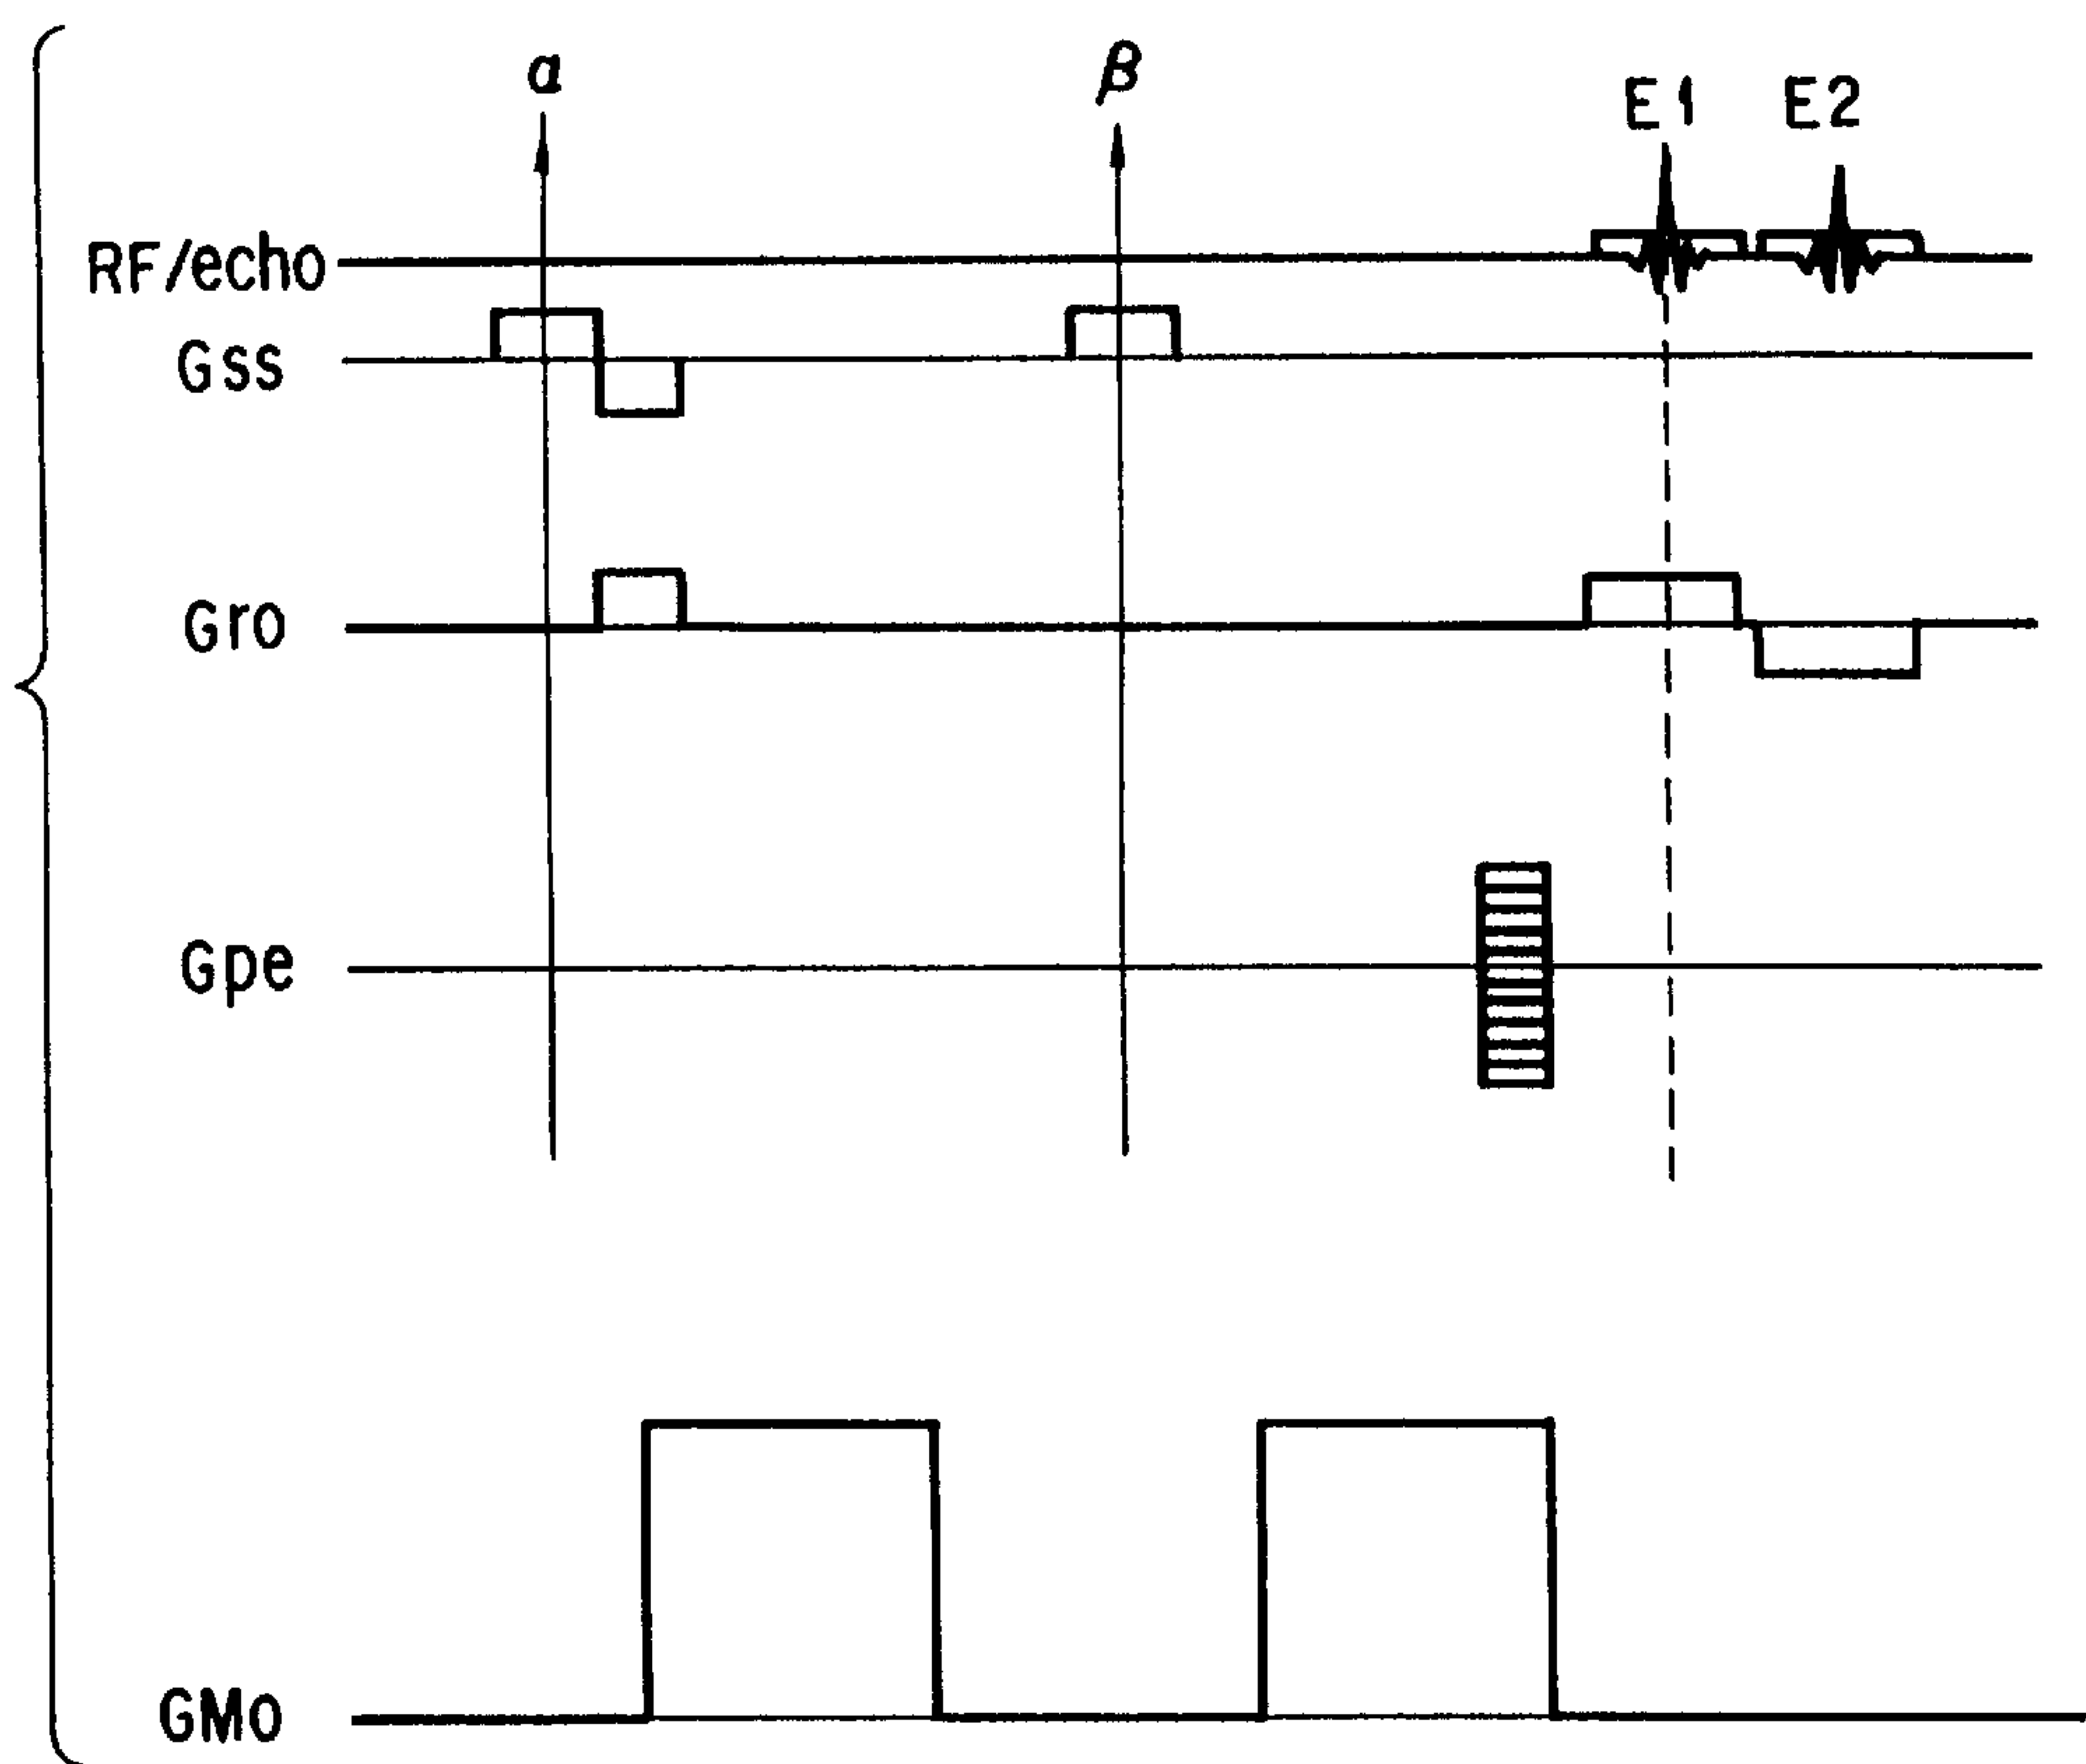 α
β
E1 E2
RF/echo
Gss
Gro
Gpe
GMo